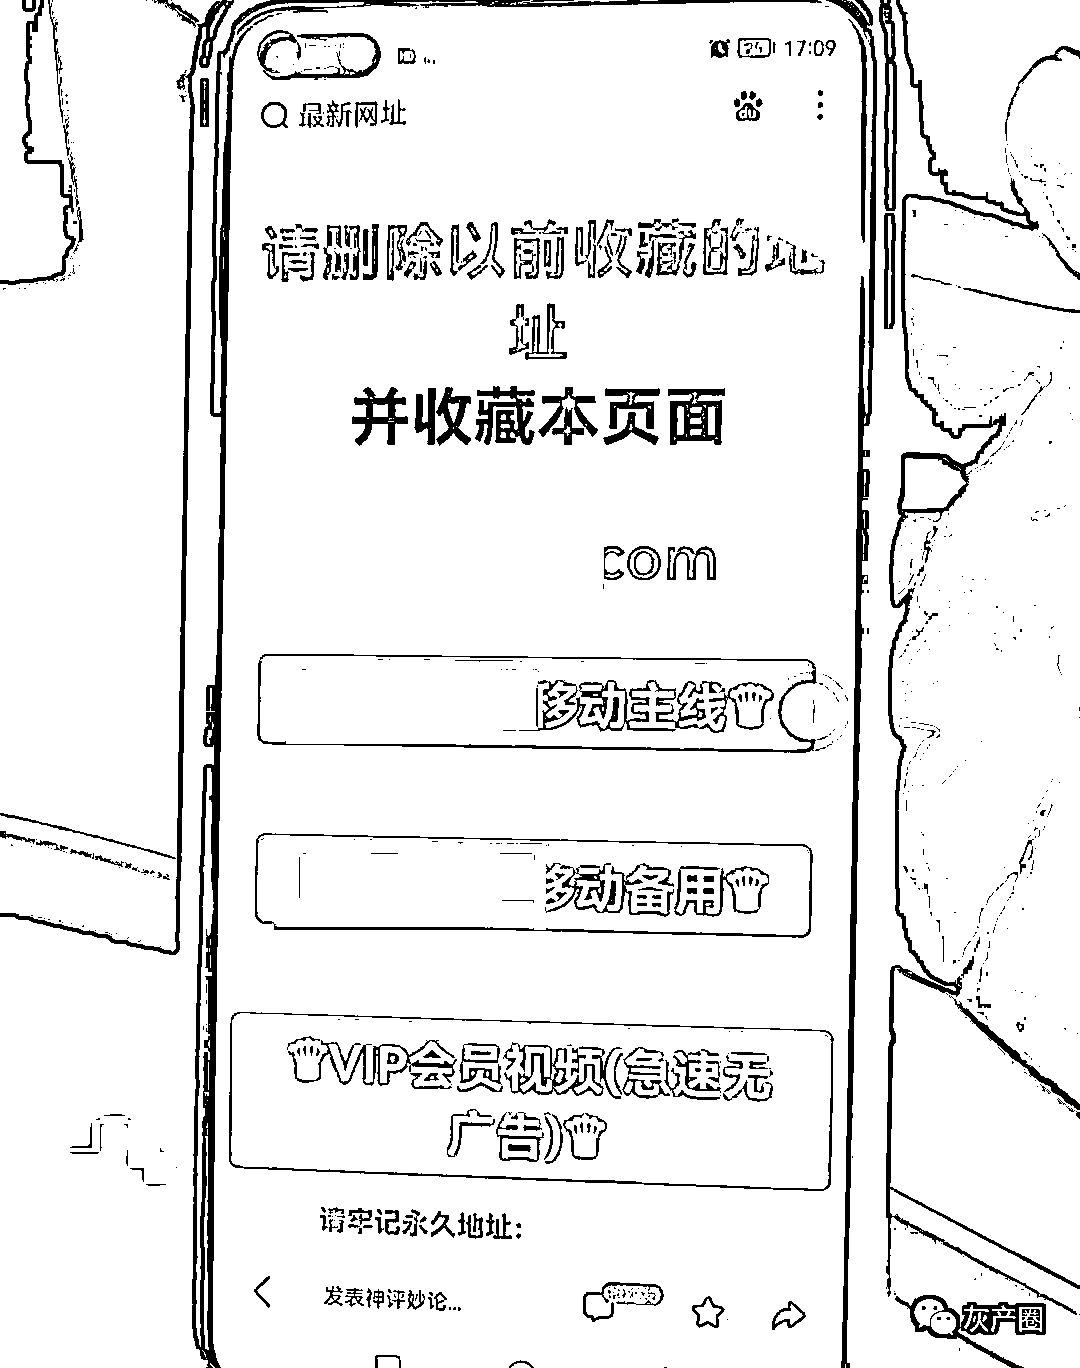 17:09
最新网址
请删除以前收藏的地
址
并收藏本页面
com
移动主线
移动备用
VIP会员视频(急速无
广告)
请牢记永久地址:
发表神评妙论...
灰产圈